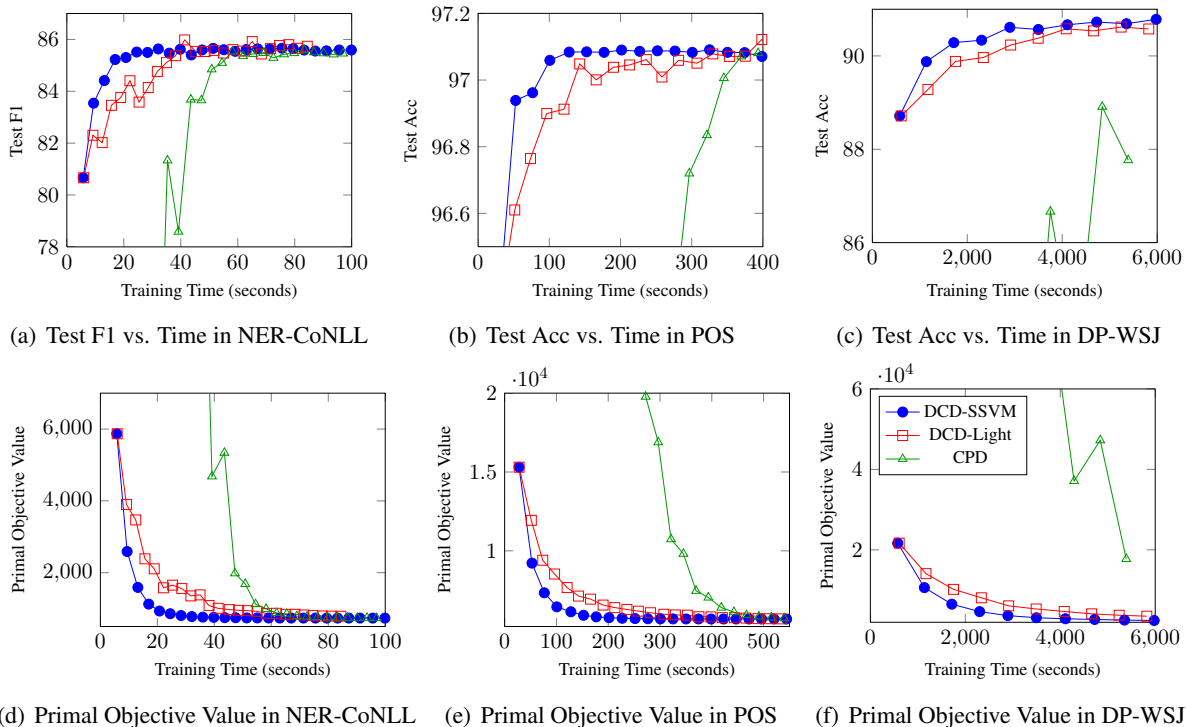 86
84
82
80
78
Test F1
0 20 40 60 80 100
Training Time (seconds)
(a) Test F1 vs. Time in NER-CoNLL
97.2
97
96.8
96.6
Test Acc
0 100 200 300 400
Training Time (seconds)
(b) Test Acc vs. Time in POS
90
88
86
Test Acc
0 2,000 4,000 6,000
Training Time (seconds)
(c) Test Acc vs. Time in DP-WSJ
6,000
4,000
2,000
Primal Objective Value
0 20 40 60 80 100
Training Time (seconds)
(d) Primal Objective Value in NER-CoNLL
·10⁴
2
1.5
1
Primal Objective Value
0 100 200 300 400 500
Training Time (seconds)
(e) Primal Objective Value in POS
·10⁴
6
4
2
0
Primal Objective Value
DCD-SSVM
DCD-Light
CPD
0 2,000 4,000 6,000
Training Time (seconds)
(f) Primal Objective Value in DP-WSJ